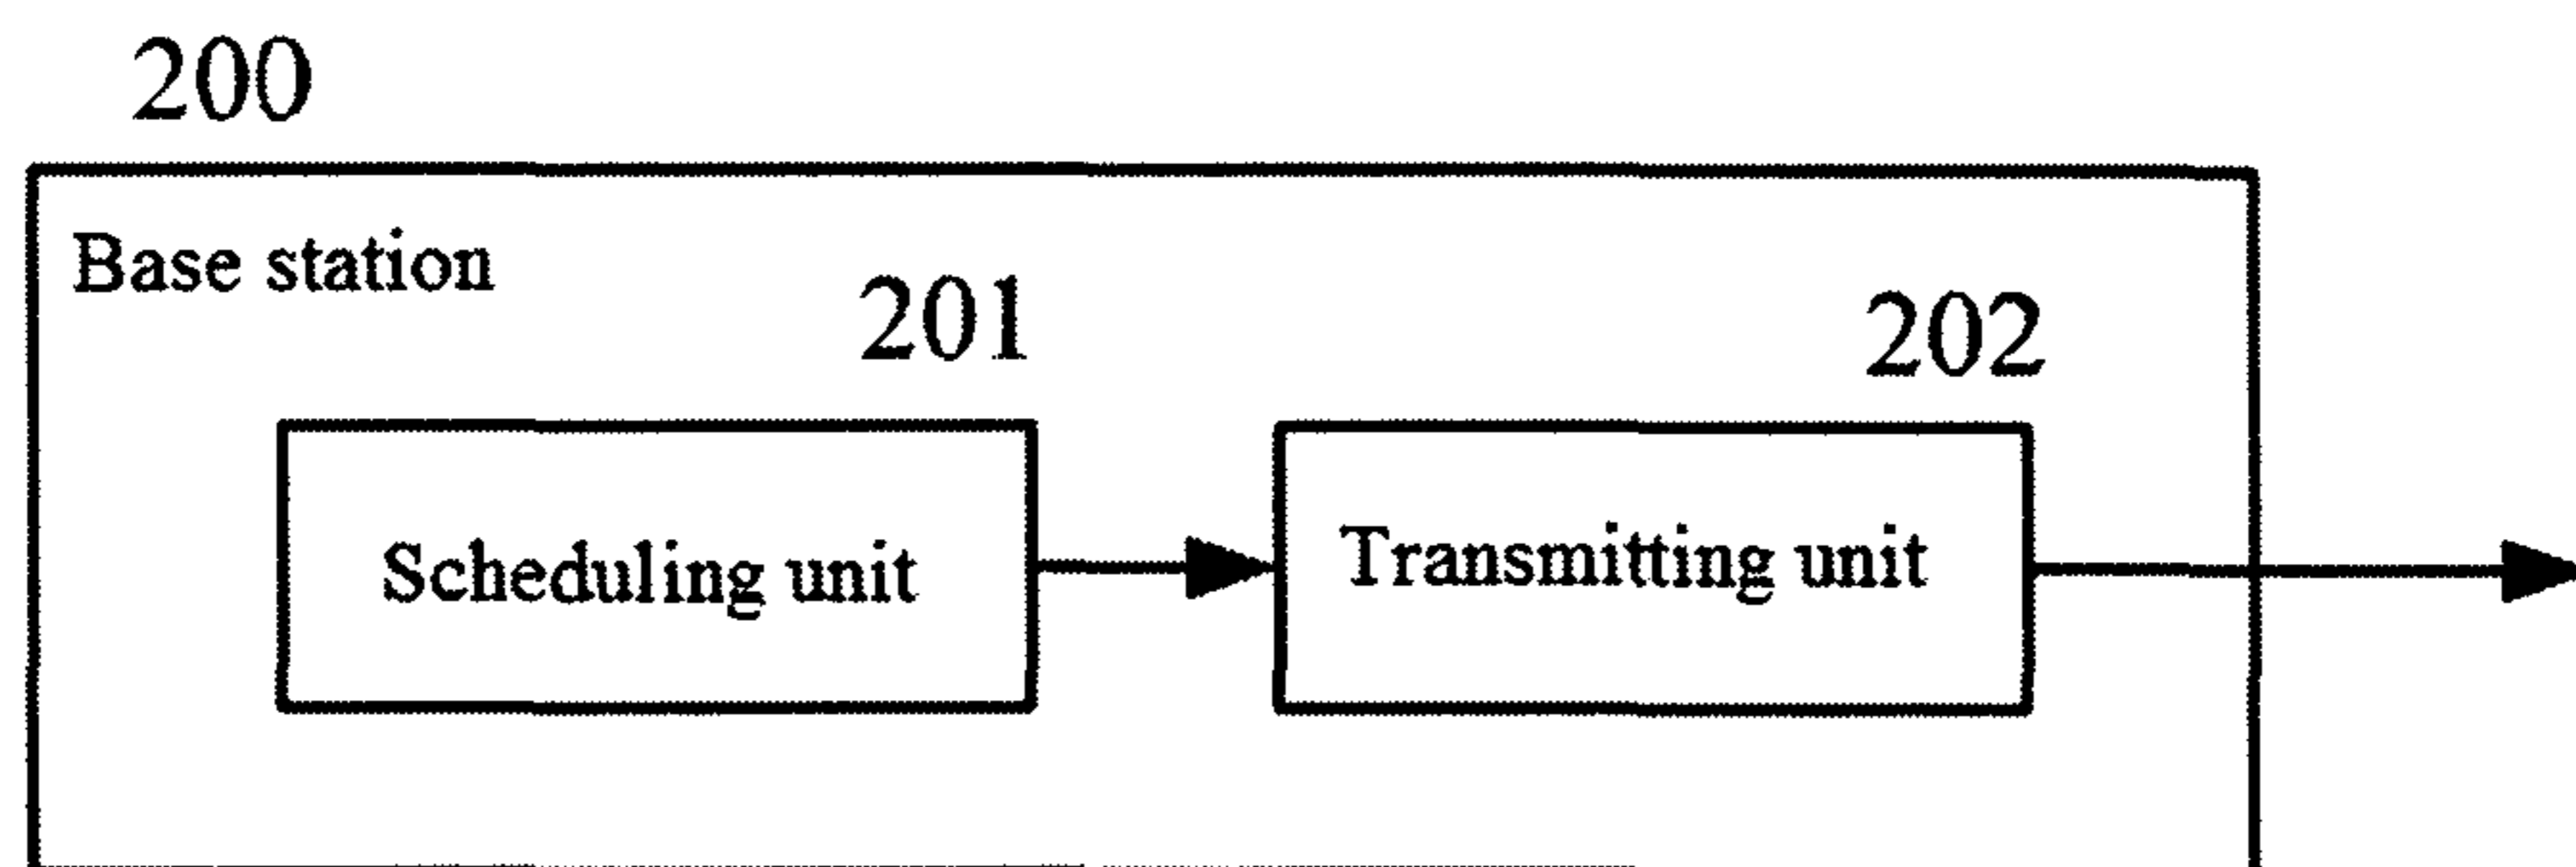 200
Base station
201
202
Scheduling unit
Transmitting unit